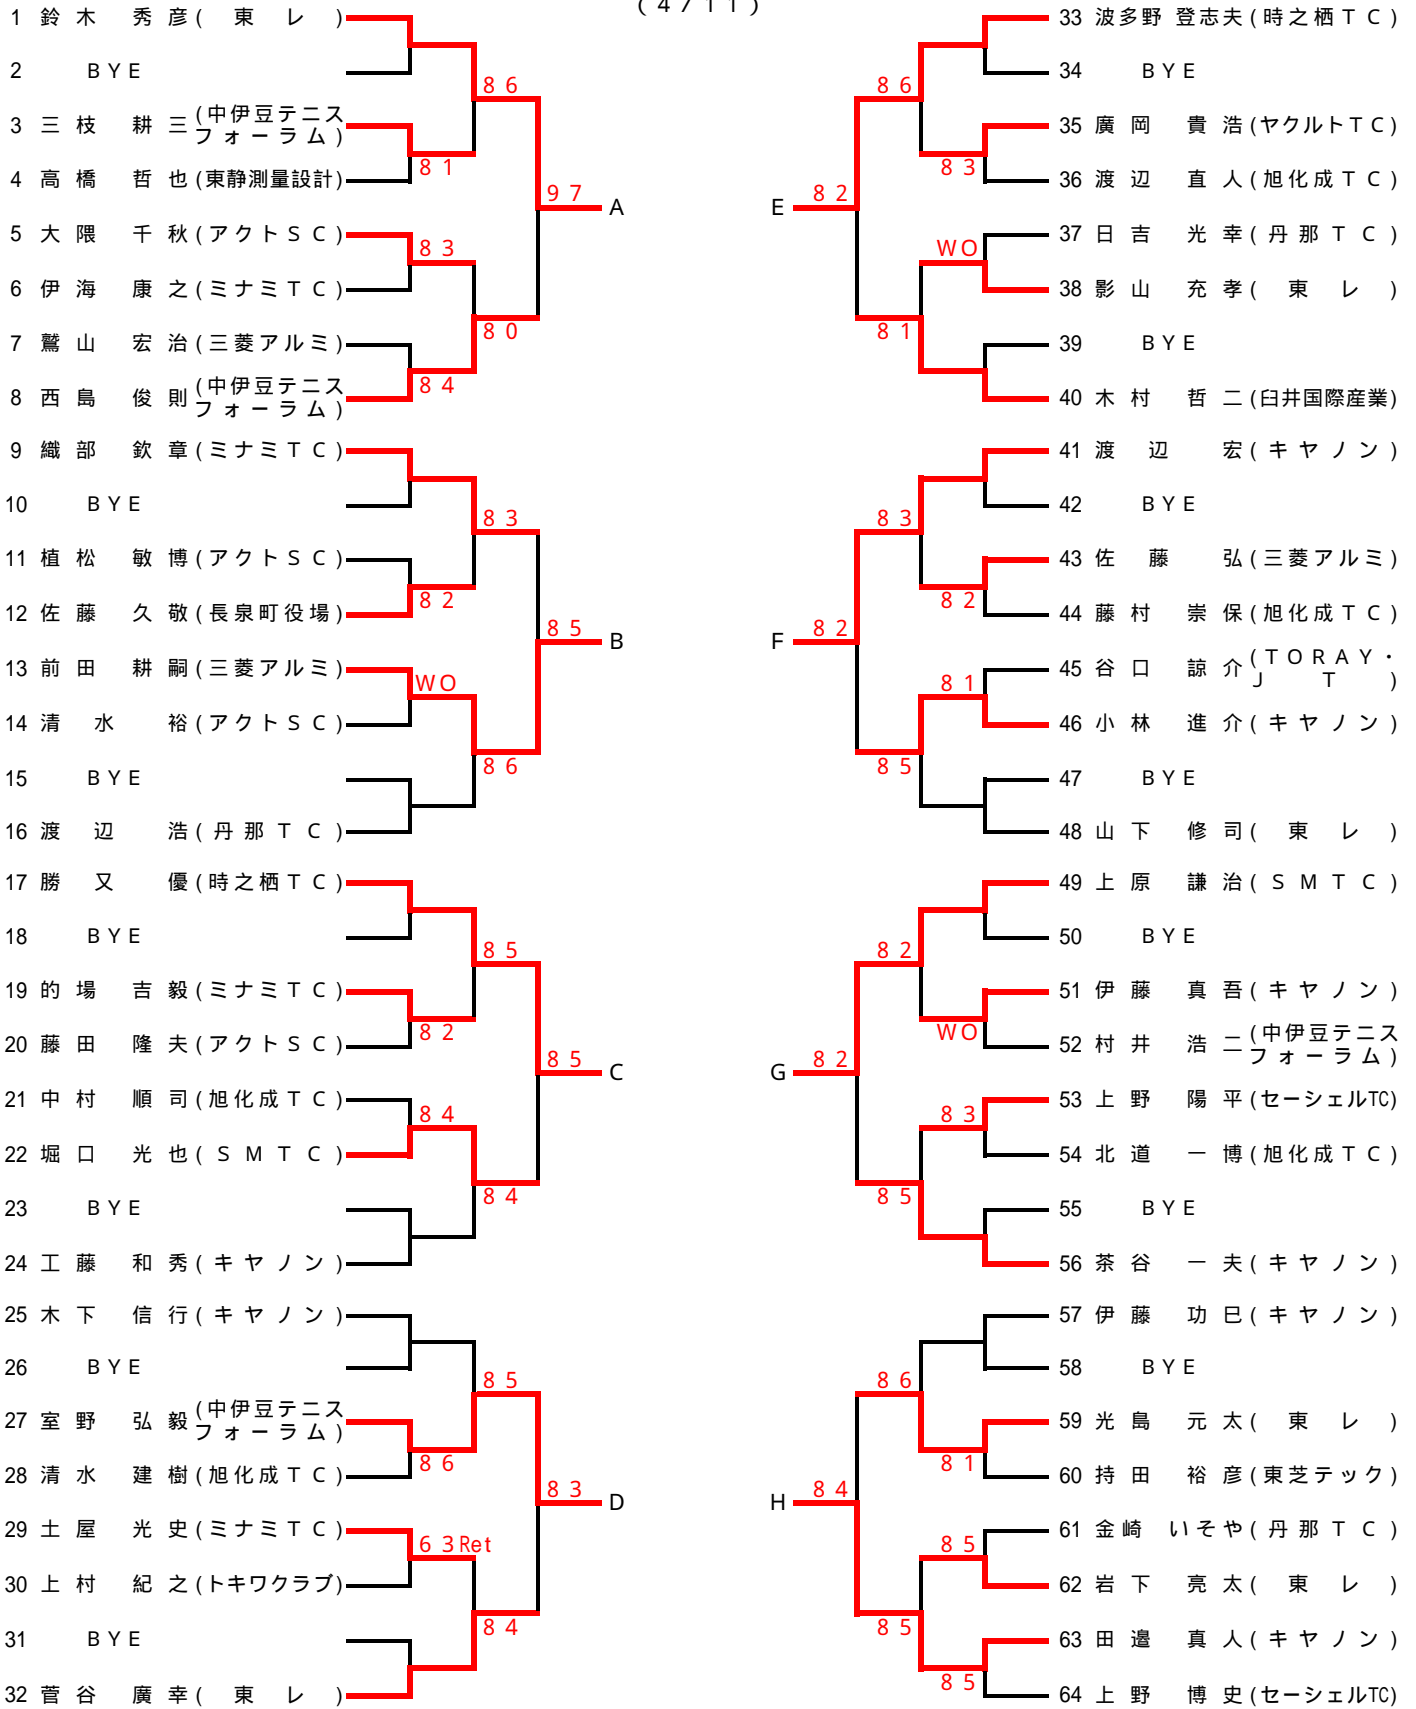 (4/11)
1 鈴木 秀彦(東レ)
2 BYE
86
3 三枝 耕三(中伊豆テニスフォーラム)
81
4 高橋 哲也(東静測量設計)
97 A
5 大隈 千秋(アクトSC)
83
6 伊海 康之(ミナミTC)
80
7 鷲山 宏治(三菱アルミ)
84
8 西島 俊則(中伊豆テニスフォーラム)
9 織部 欽章(ミナミTC)
10 BYE
83
11 植松 敏博(アクトSC)
82
12 佐藤 久敬(長泉町役場)
85 B
13 前田 耕嗣(三菱アルミ)
WO
14 清水 裕(アクトSC)
86
15 BYE
16 渡辺 浩(丹那TC)
17 勝又 優(時之栖TC)
18 BYE
85
19 的場 吉毅(ミナミTC)
82
20 藤田 隆夫(アクトSC)
85 C
21 中村 順司(旭化成TC)
84
22 堀口 光也(SMTC)
84
23 BYE
24 工藤 和秀(キヤノン)
25 木下 信行(キヤノン)
26 BYE
85
27 室野 弘毅(中伊豆テニスフォーラム)
86
28 清水 建樹(旭化成TC)
83 D
29 土屋 光史(ミナミTC)
63Ret
30 上村 紀之(トキワクラブ)
84
31 BYE
32 菅谷 廣幸(東レ)
33 波多野 登志夫(時之栖TC)
34 BYE
86
35 廣岡 貴浩(ヤクルトTC)
83
36 渡辺 直人(旭化成TC)
E 82
37 日吉 光幸(丹那TC)
WO
38 影山 充孝(東レ)
81
39 BYE
40 木村 哲二(臼井国際産業)
41 渡辺 宏(キヤノン)
42 BYE
83
43 佐藤 弘(三菱アルミ)
82
44 藤村 崇保(旭化成TC)
F 82
45 谷口 諒介(TORAY・JT)
81
46 小林 進介(キヤノン)
85
47 BYE
48 山下 修司(東レ)
49 上原 謙治(SMTC)
50 BYE
82
51 伊藤 真吾(キヤノン)
WO
52 村井 浩二(中伊豆テニスフォーラム)
G 82
53 上野 陽平(セーシェルTC)
83
54 北道 一博(旭化成TC)
85
55 BYE
56 茶谷 一夫(キヤノン)
57 伊藤 功巳(キヤノン)
58 BYE
86
59 光島 元太(東レ)
81
60 持田 裕彦(東芝テック)
H 84
61 金崎 いそや(丹那TC)
85
62 岩下 亮太(東レ)
85
63 田邉 真人(キヤノン)
85
64 上野 博史(セーシェルTC)